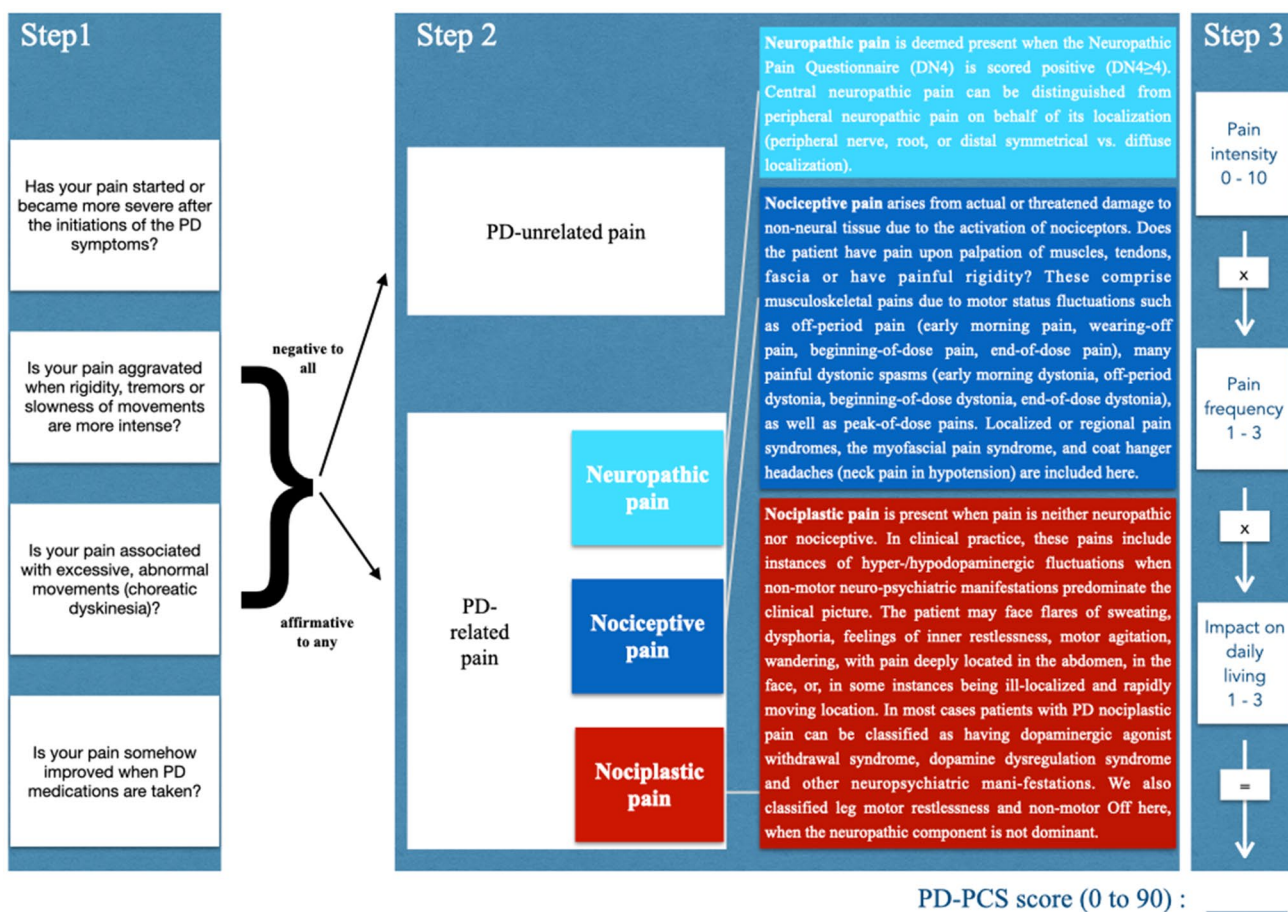 Step1
Has your pain started or
became more severe after
the initiations of the PD
symptoms?
Is your pain aggravated
when rigidity, tremors or
slowness of movements
are more intense?
Is your pain associated
with excessive, abnormal
movements (choreatic
dyskinesia)?
Is your pain somehow
improved when PD
medications are taken?
negative to
all
}
affirmative
to any
Step 2
PD-unrelated pain
PD-
related
pain
Neuropathic
pain
Nociceptive
pain
Nociplastic
pain
Neuropathic pain is deemed present when the Neuropathic
Pain Questionnaire (DN4) is scored positive (DN4≥4).
Central neuropathic pain can be distinguished from
peripheral neuropathic pain on behalf of its localization
(peripheral nerve, root, or distal symmetrical vs. diffuse
localization).
Nociceptive pain arises from actual or threatened damage to
non-neural tissue due to the activation of nociceptors. Does
the patient have pain upon palpation of muscles, tendons,
fascia or have painful rigidity? These comprise
musculoskeletal pains due to motor status fluctuations such
as off-period pain (early morning pain, wearing-off
pain, beginning-of-dose pain, end-of-dose pain), many
painful dystonic spasms (early morning dystonia, off-period
dystonia, beginning-of-dose dystonia, end-of-dose dystonia),
as well as peak-of-dose pains. Localized or regional pain
syndromes, the myofascial pain syndrome, and coat hanger
headaches (neck pain in hypotension) are included here.
Nociplastic pain is present when pain is neither neuropathic
nor nociceptive. In clinical practice, these pains include
instances of hyper-/hypodopaminergic fluctuations when
non-motor neuro-psychiatric manifestations predominate the
clinical picture. The patient may face flares of sweating,
dysphoria, feelings of inner restlessness, motor agitation,
wandering, with pain deeply located in the abdomen, in the
face, or, in some instances being ill-localized and rapidly
moving location. In most cases patients with PD nociplastic
pain can be classified as having dopaminergic agonist
withdrawal syndrome, dopamine dysregulation syndrome
and other neuropsychiatric mani-festations. We also
classified leg motor restlessness and non-motor Off here,
when the neuropathic component is not dominant.
Step 3
Pain
intensity
0 - 10
x
Pain
frequency
1 - 3
x
Impact on
daily
living
1 - 3
=
PD-PCS score (0 to 90) :